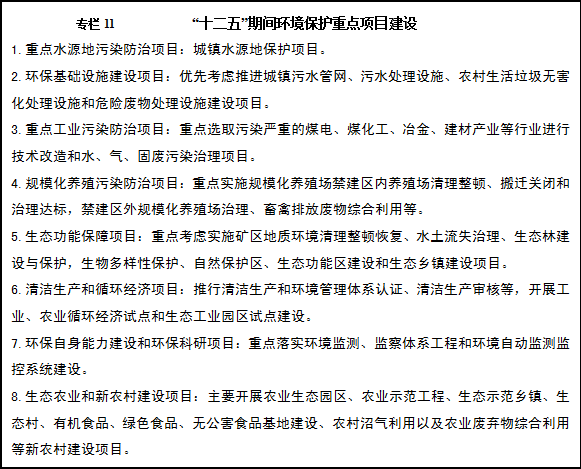 专栏 11 “十二五”期间环境保护重点项目建设
1. 重点水源地污染防治项目：城镇水源地保护项目。
2. 环保基础设施建设项目：优先考虑推进城镇污水管网、污水处理设施、农村生活垃圾无害
化处理设施和危险废物处理设施建设项目。
3. 重点工业污染防治项目：重点选取污染严重的煤电、煤化工、冶金、建材产业等行业进行
技术改造和水、气、固废污染治理项目。
4. 规模化养殖污染防治项目：重点实施规模化养殖场禁建区内养殖场清理整顿、搬迁关闭和
治理达标，禁建区外规模化养殖场治理、畜禽排放废物综合利用等。
5. 生态功能保障项目：重点考虑实施矿区地质环境清理整顿恢复、水土流失治理、生态林建
设与保护，生物多样性保护、自然保护区、生态功能区建设和生态乡镇建设项目。
6. 清洁生产和循环经济项目：推行清洁生产和环境管理体系认证、清洁生产审核等，开展工
业、农业循环经济试点和生态工业园区试点建设。
7. 环保自身能力建设和环保科研项目：重点落实环境监测、监察体系工程和环境自动监测监
控系统建设。
8. 生态农业和新农村建设项目：主要开展农业生态园区、农业示范工程、生态示范乡镇、生
态村、有机食品、绿色食品、无公害食品基地建设、农村沼气利用以及农业废弃物综合利用
等新农村建设项目。